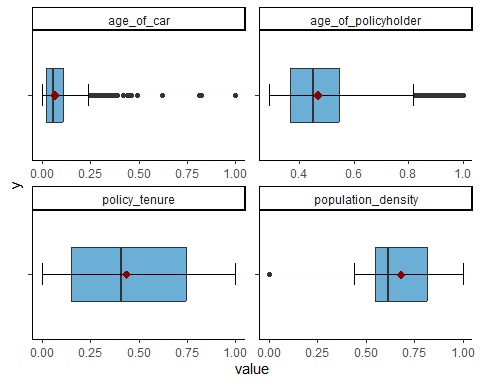 age_of_car
age_of_policyholder
0.00 0.25 0.50 0.75 1.00
0.4 0.6 0.8 1.0
y
policy_tenure
population_density
0.00 0.25 0.50 0.75 1.00
0.00 0.25 0.50 0.75 1.00
value